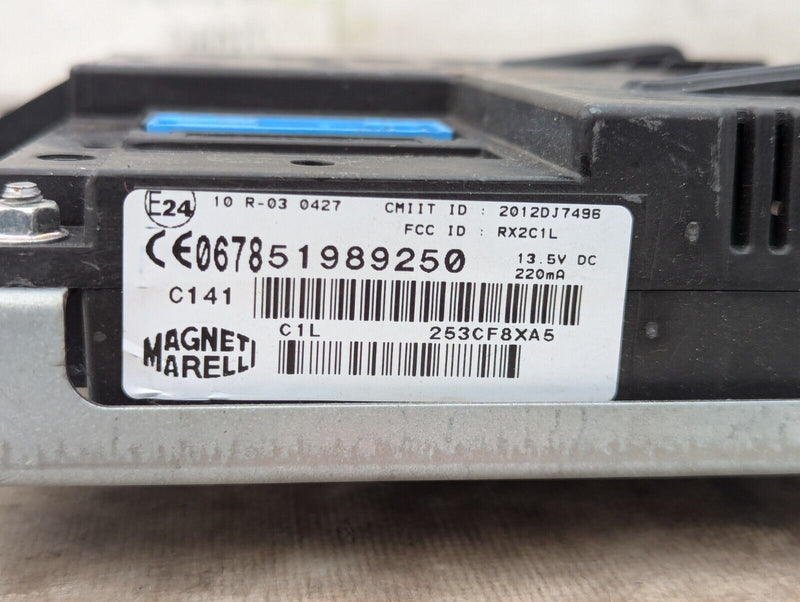 E24 10 R-03 0427 CMIIT ID : 2012DJ7496
FCC ID : RX2C1L
CE0678 51989250 13.5V DC
220mA
C141
C1L 253CF8XA5
MAGNETI
MARELLI